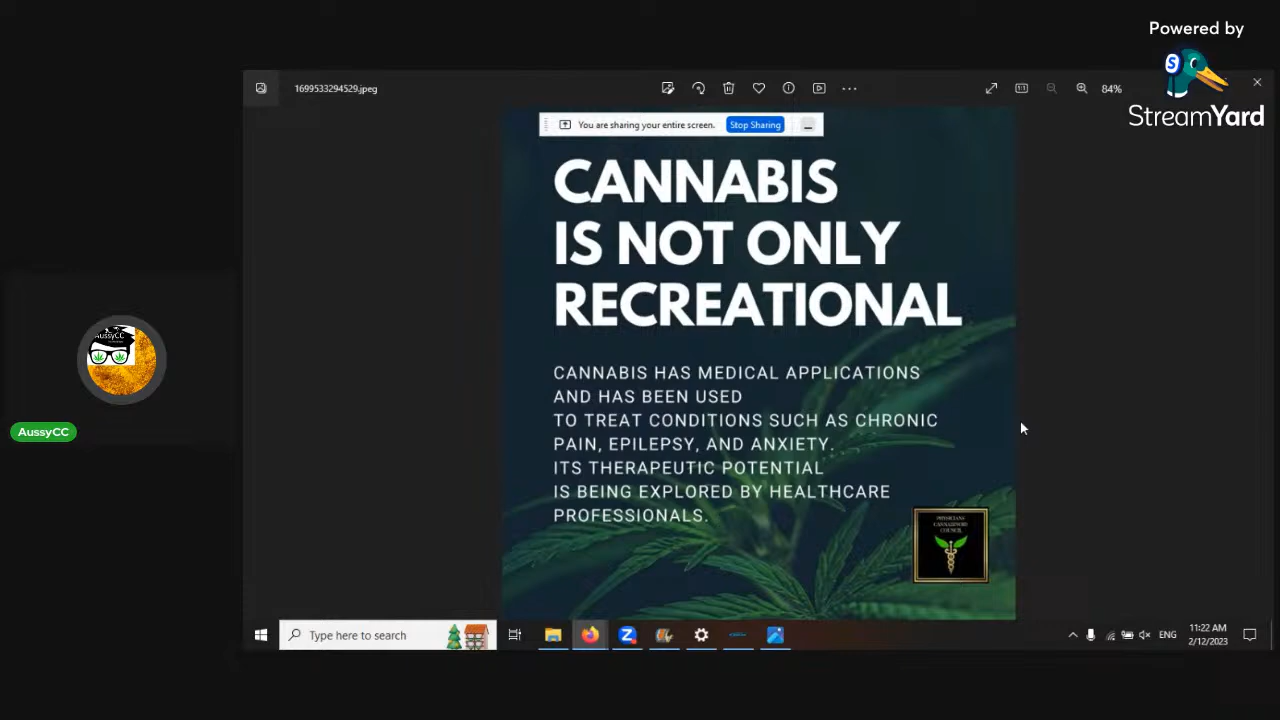 Powered by
S
StreamYard
1699533294529.jpeg
84%
You are sharing your entire screen. Stop Sharing
CANNABIS
IS NOT ONLY
RECREATIONAL
CANNABIS HAS MEDICAL APPLICATIONS
AND HAS BEEN USED
TO TREAT CONDITIONS SUCH AS CHRONIC
PAIN, EPILEPSY, AND ANXIETY.
ITS THERAPEUTIC POTENTIAL
IS BEING EXPLORED BY HEALTHCARE
PROFESSIONALS.
PHYSICIANS
COUNCIL
AussyCC
AussyCC
Type here to search
Z
ENG
11:22 AM
2/12/2023